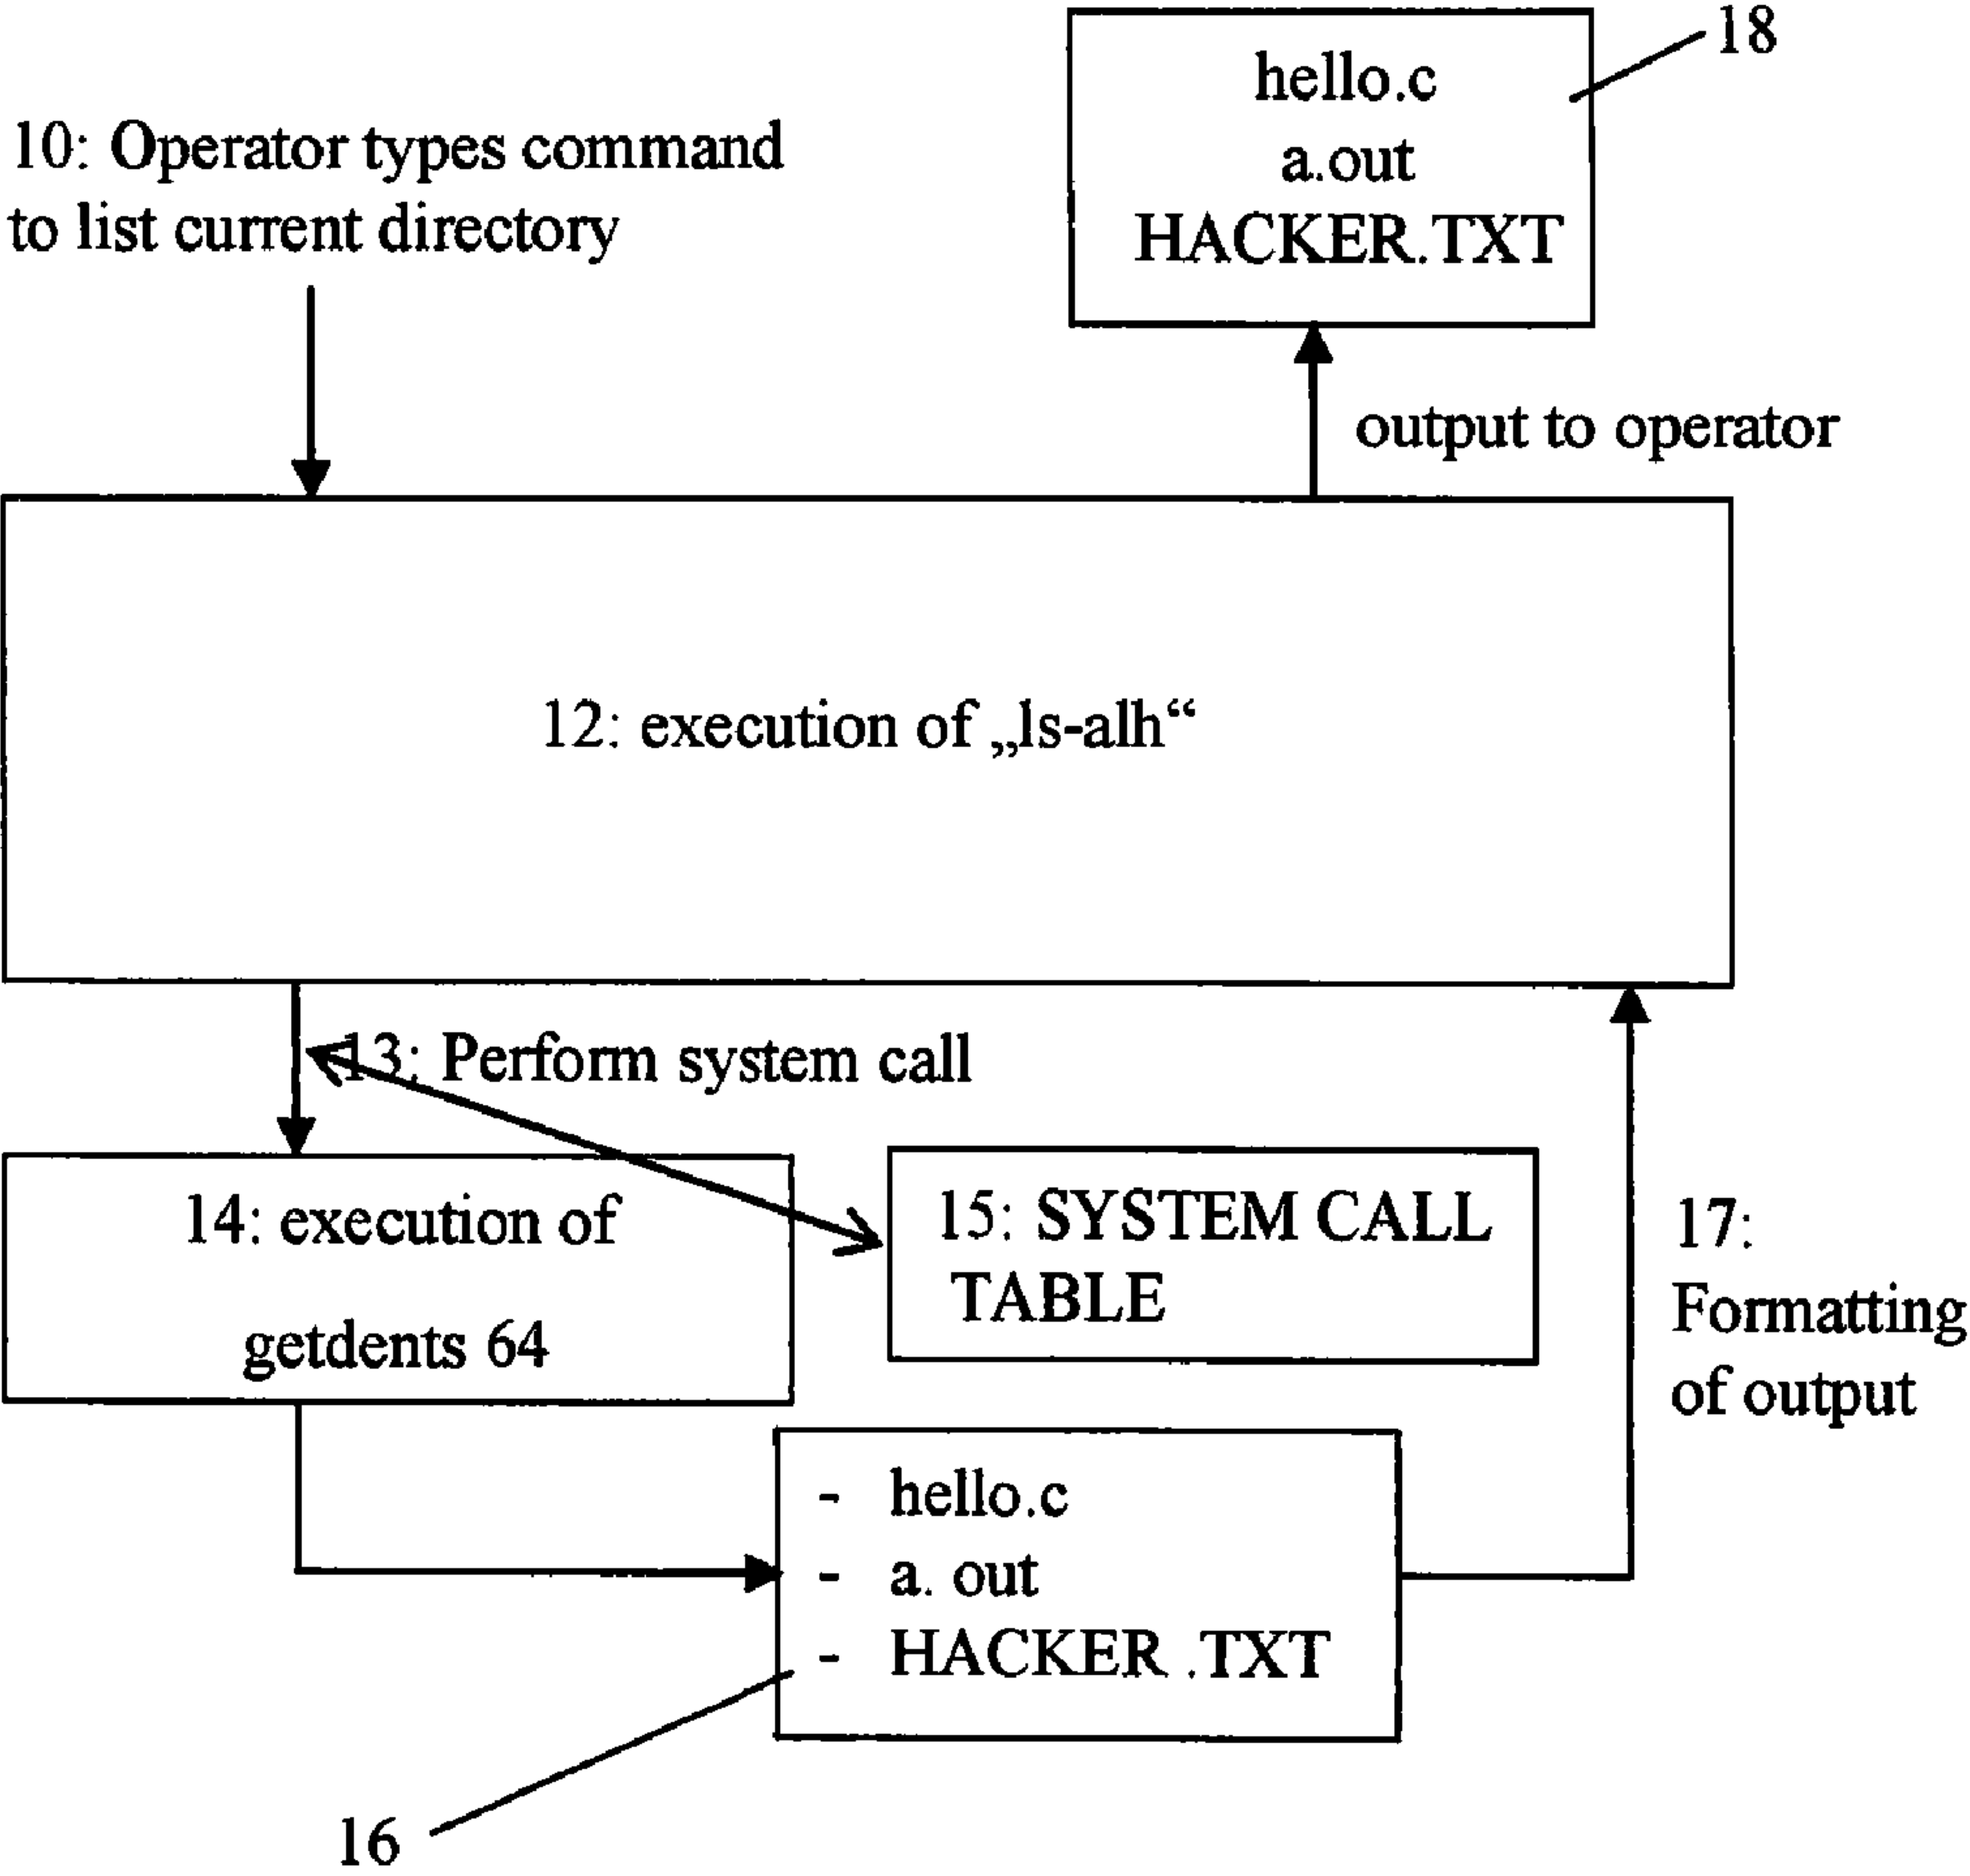 18
hello.c
a.out
HACKER.TXT
10: Operator types command
to list current directory
output to operator
12: execution of „ls-alh“
13: Perform system call
14: execution of
getdents 64
15: SYSTEM CALL
TABLE
17:
Formatting
of output
- hello.c
- a. out
- HACKER .TXT
16